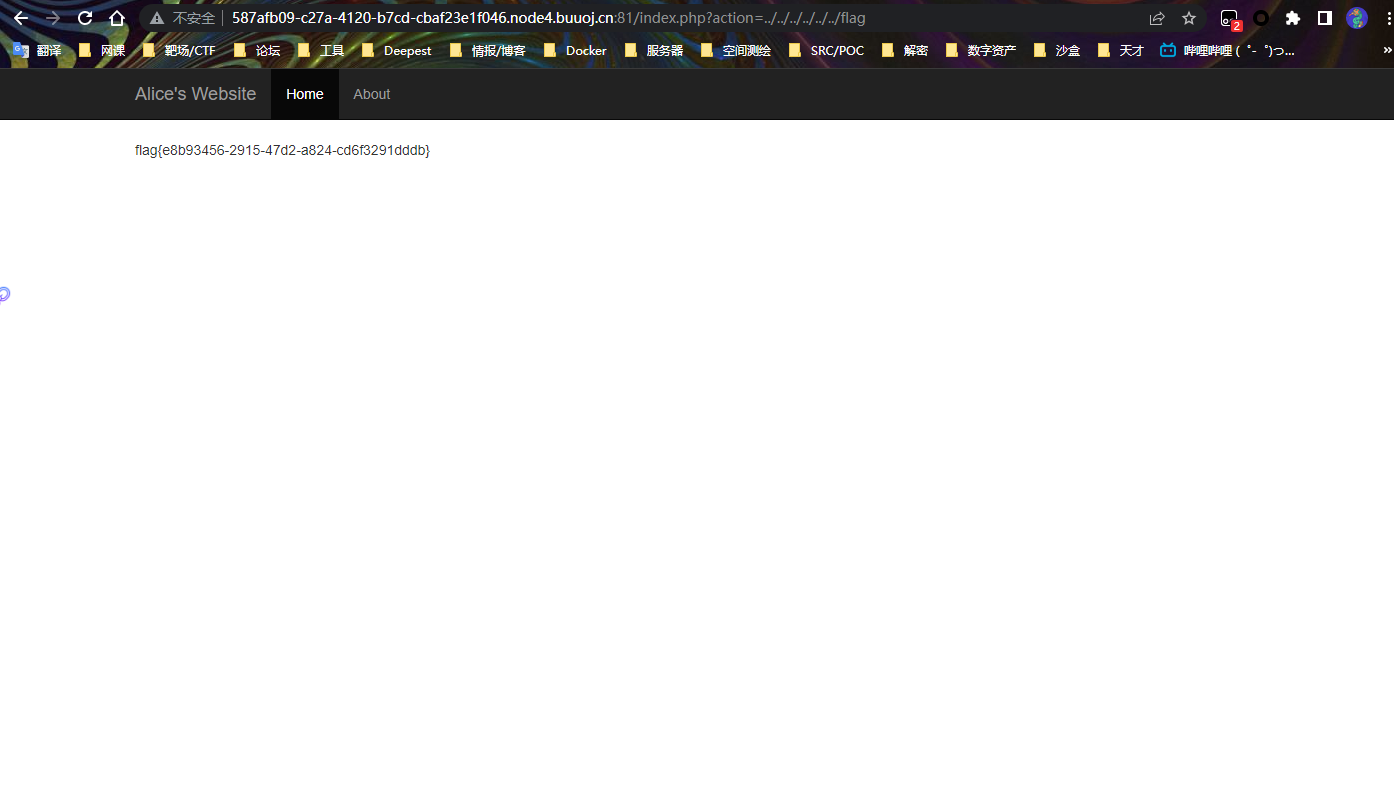 不安全 587afb09-c27a-4120-b7cd-cbaf23e1f046.node4.buuoj.cn:81/index.php?action=../../../../../../flag 2
翻译 网课 靶场/CTF 论坛 工具 Deepest 情报/博客 Docker 服务器 空间测绘 SRC/POC 解密 数字资产 沙盒 天才 哔哩哔哩 ( ゜- ゜)つ... »
Alice's Website Home About
flag{e8b93456-2915-47d2-a824-cd6f3291dddb}